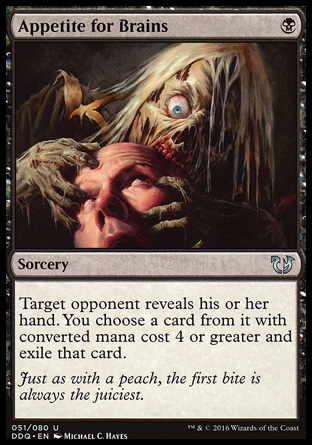 Appetite for Brains
Sorcery
Target opponent reveals his or her
hand. You choose a card from it with
converted mana cost 4 or greater and
exile that card.
Just as with a peach, the first bite is
always the juiciest.
051/080 U
DDQ • EN Michael C. Hayes
™ & © 2016 Wizards of the Coast